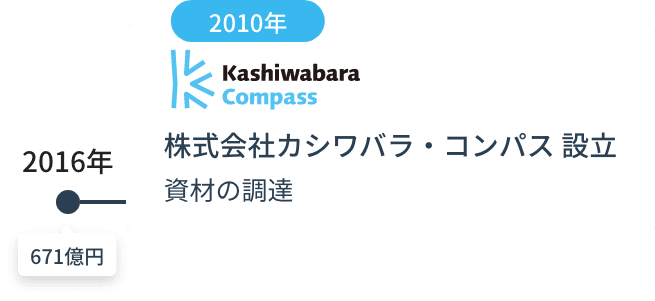 2010年
Kashiwabara
Compass
株式会社カシワバラ・コンパス 設立
資材の調達
2016年
671億円